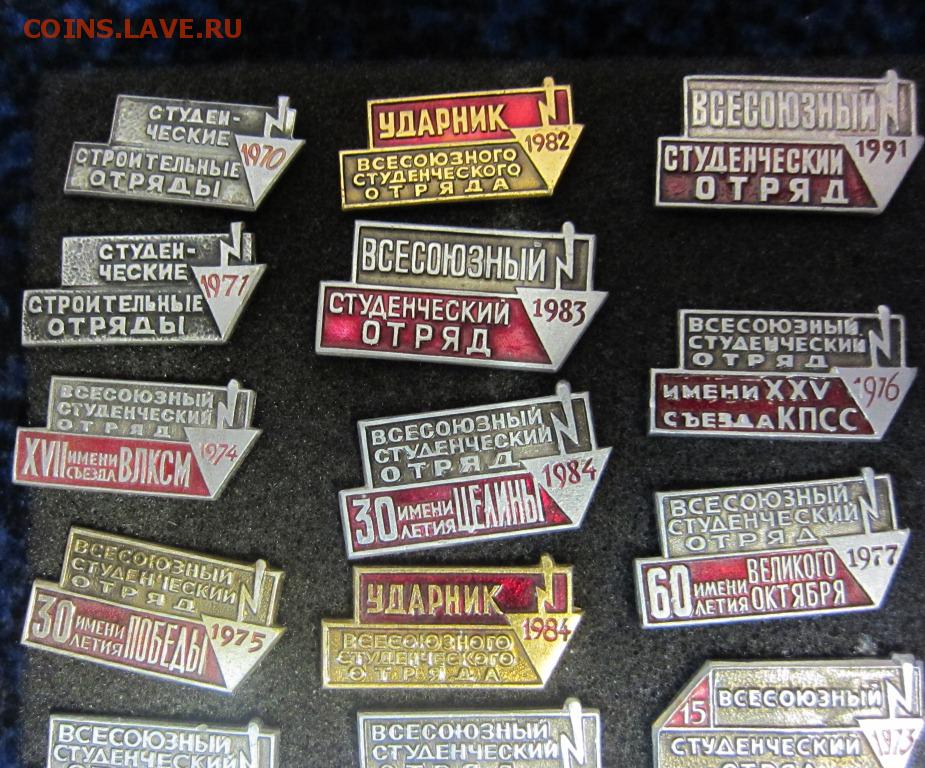 COINS.LAVE.RU
СТУДЕН-
ЧЕСКИЕ
1970
СТРОИТЕЛЬНЫЕ
ОТРЯДЫ
УДАРНИК
1982
ВСЕСОЮЗНОГО
СТУДЕНЧЕСКОГО
ОТРЯДА
ВСЕСОЮЗНЫЙ
1991
СТУДЕНЧЕСКИЙ
ОТРЯД
СТУДЕН-
ЧЕСКИЕ
1971
СТРОИТЕЛЬНЫЕ
ОТРЯДЫ
ВСЕСОЮЗНЫЙ
1983
СТУДЕНЧЕСКИЙ
ОТРЯД
ВСЕСОЮЗНЫЙ
СТУДЕНЧЕСКИЙ
ОТРЯД
1976
ИМЕНИ XXV
СЪЕЗДА КПСС
ВСЕСОЮЗНЫЙ
СТУДЕНЧЕСКИЙ
ОТРЯД
1974
XVII ИМЕНИ СЪЕЗДА ВЛКСМ
ВСЕСОЮЗНЫЙ
СТУДЕНЧЕСКИЙ
ОТРЯД
1984
30 ИМЕНИ ЛЕТИЯ ЦЕЛИНЫ
ВСЕСОЮЗНЫЙ
СТУДЕНЧЕСКИЙ
ОТРЯД
1977
60 ИМЕНИ ВЕЛИКОГО
ЛЕТИЯ ОКТЯБРЯ
ВСЕСОЮЗНЫЙ
СТУДЕНЧЕСКИЙ
ОТРЯД
1975
30 ИМЕНИ ЛЕТИЯ ПОБЕДЫ
УДАРНИК
1984
ВСЕСОЮЗНОГО
СТУДЕНЧЕСКОГО
ОТРЯДА
ВСЕСОЮЗНЫЙ
СТУДЕНЧЕСКИЙ
ВСЕСОЮЗНЫЙ
СТУДЕНЧЕСКИЙ
15
ВСЕСОЮЗНЫЙ
1973
СТУДЕНЧЕСКИЙ
ОТРЯД